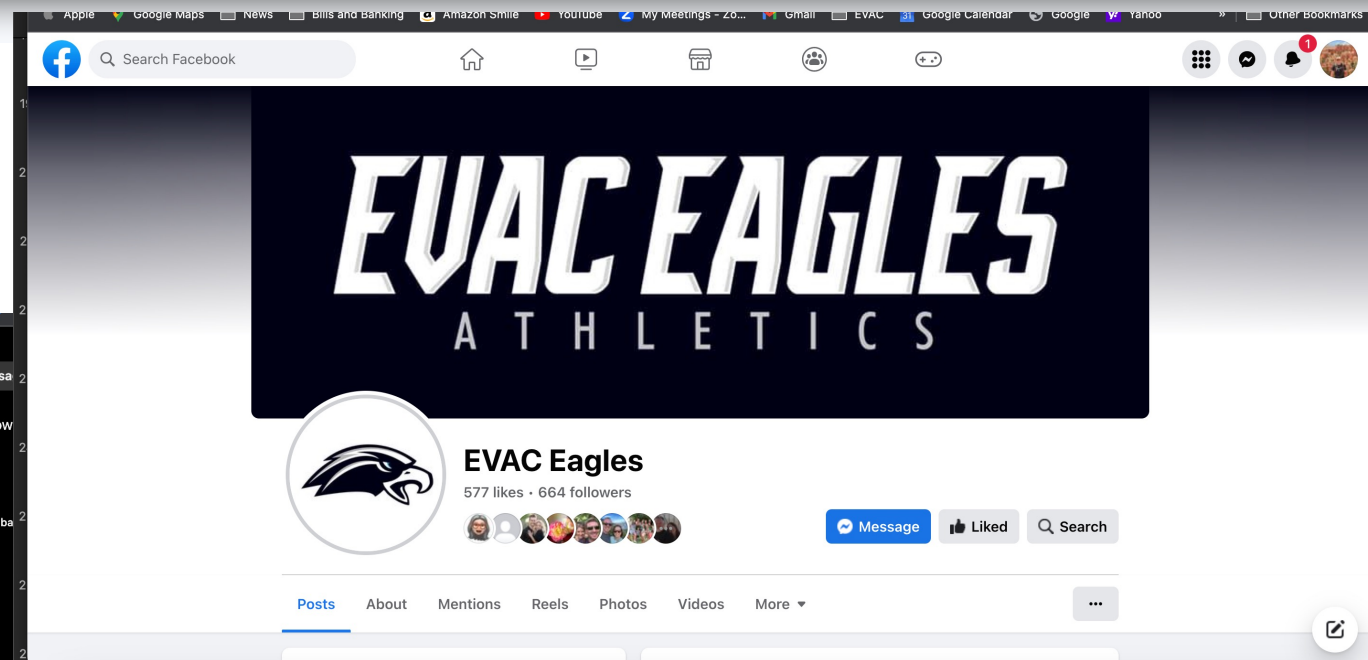 Apple Google Maps News Bills and Banking Amazon Smile YouTube My Meetings - Zo... Gmail EVAC Google Calendar Google Yahoo » Other Bookmarks
Search Facebook
1
EVAC EAGLES
ATHLETICS
EVAC Eagles
577 likes · 664 followers
Message Liked Search
Posts About Mentions Reels Photos Videos More